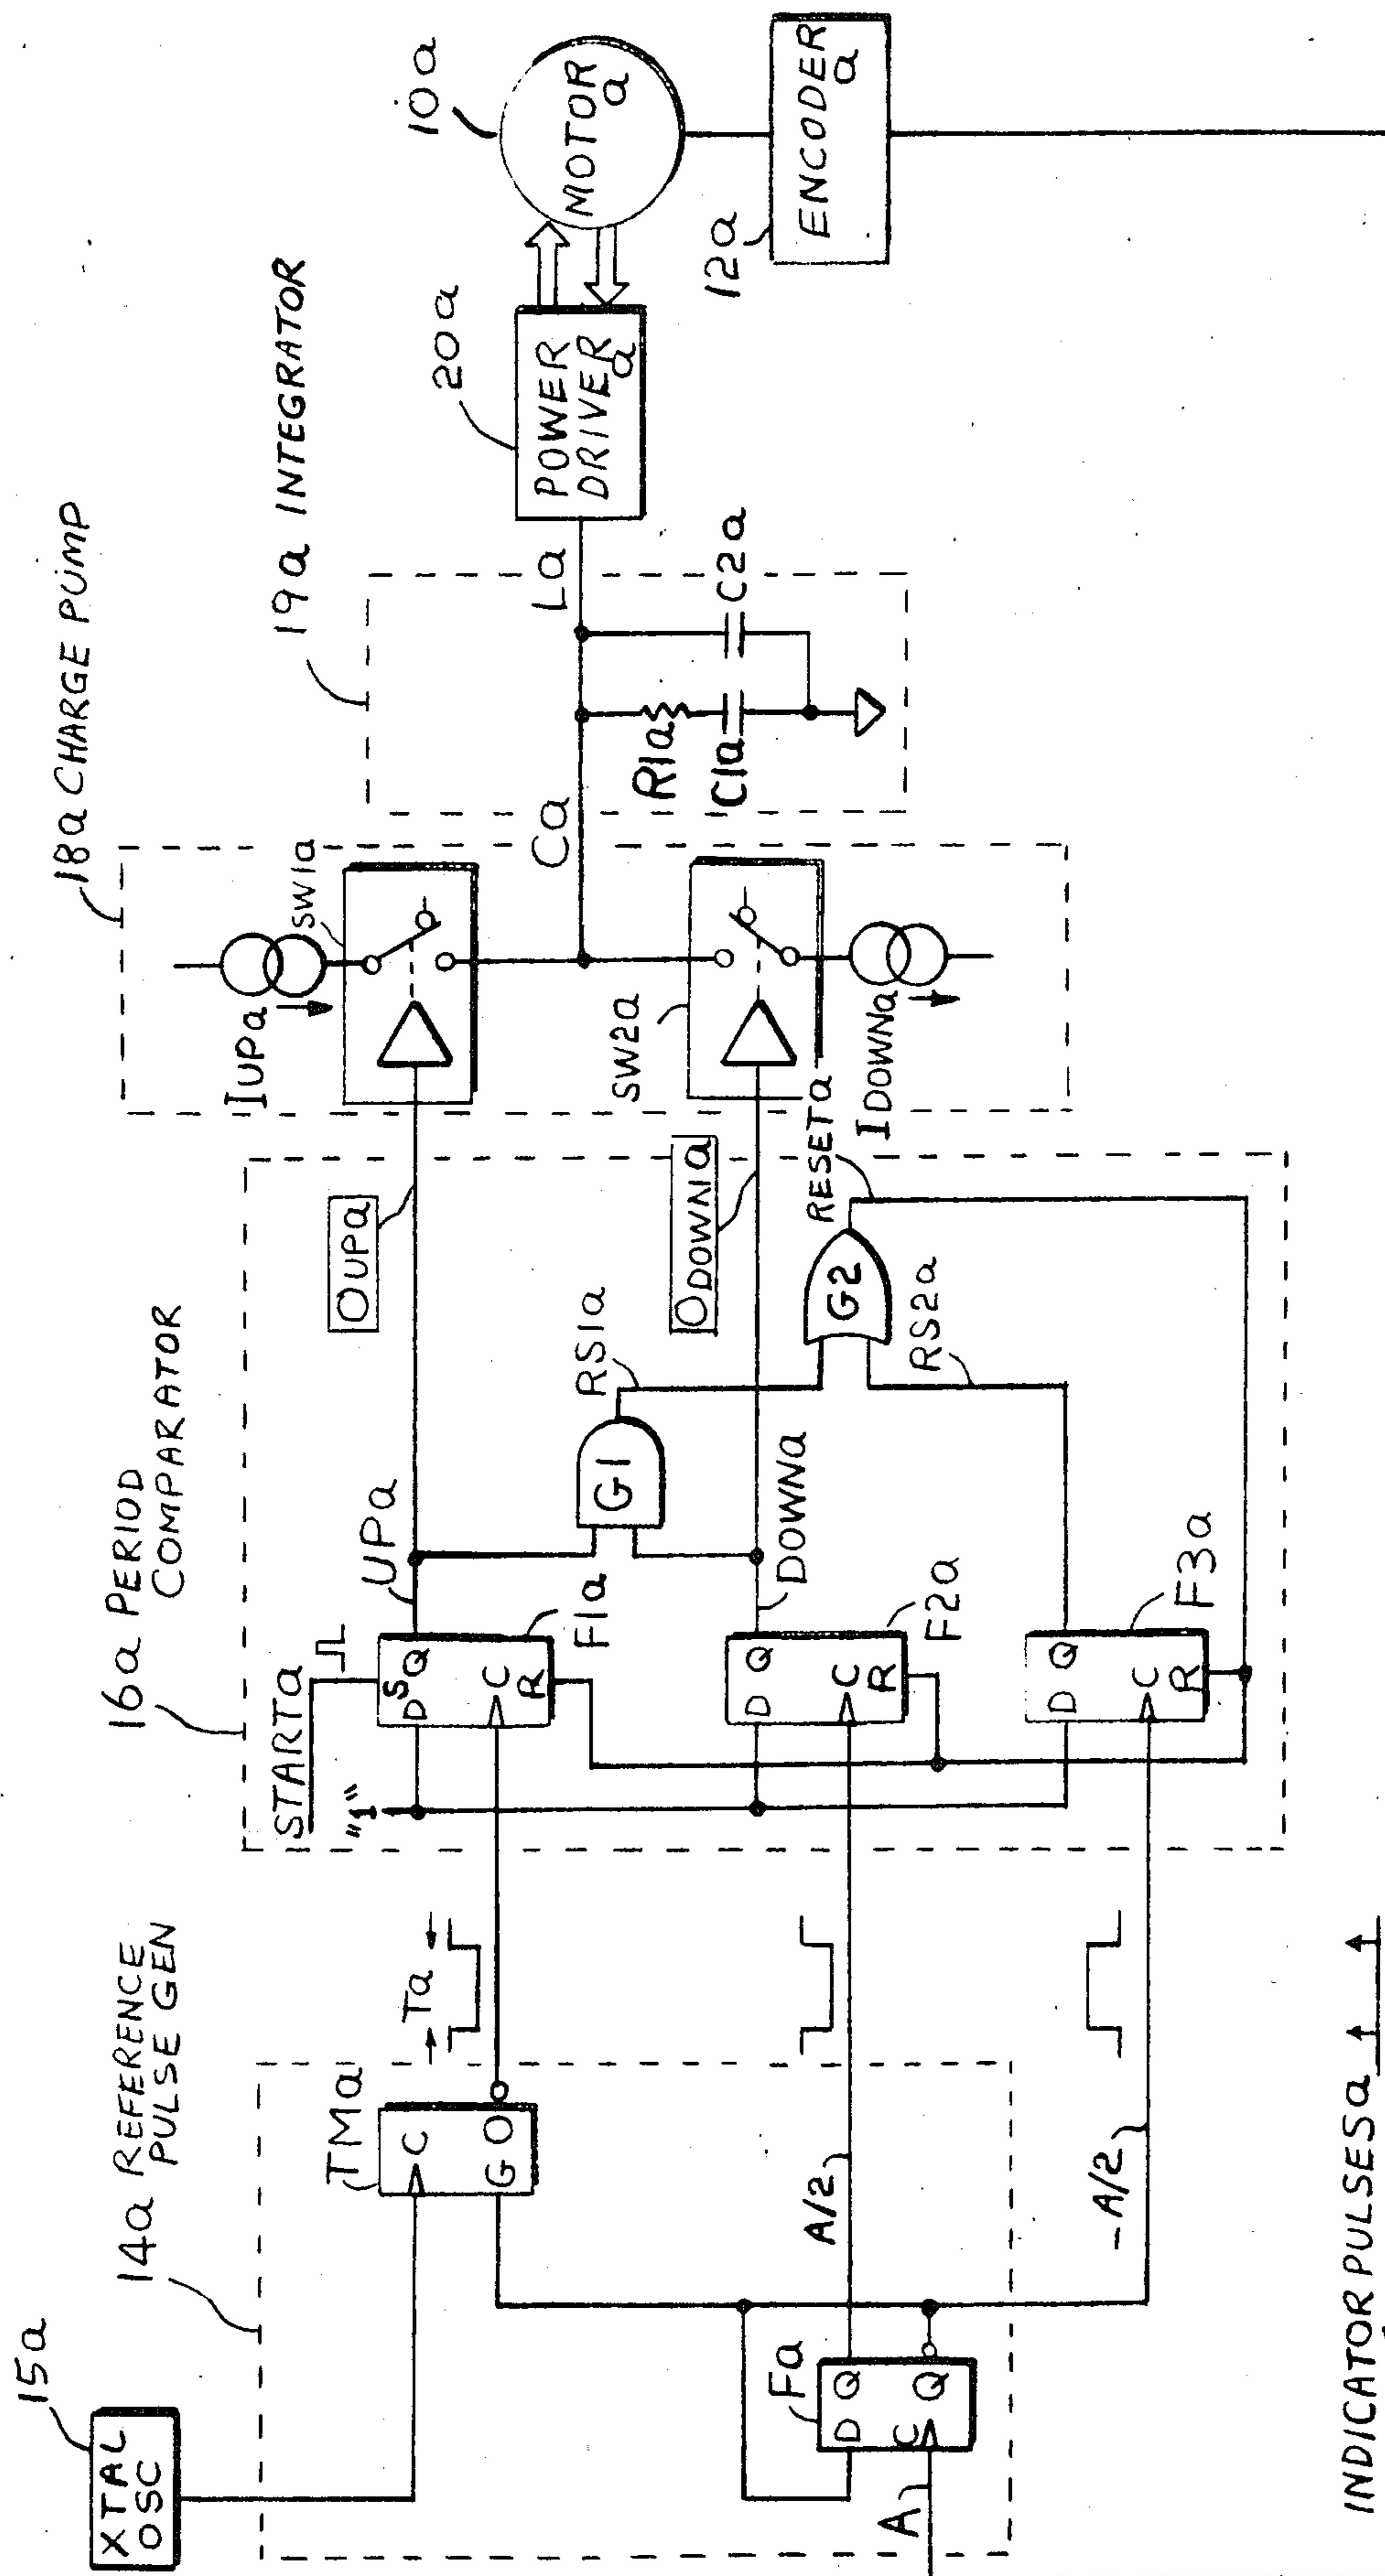 15a
XTAL
OSC
14a REFERENCE
PULSE GEN
TMa
C
G O
Ta
Fa
D Q
C Q
A
A/2
-A/2
INDICATOR PULSESa
16a PERIOD
COMPARATOR
STARTa
"1"
S
D Q
C
R
F1a
UPa
D Q
C
R
F2a
DOWNa
D Q
C
R
F3a
G1
RS1a
G2
RS2a
RESETa
OUPa
ODOWNa
18a CHARGE PUMP
IUPa
SW1a
SW2a
IDOWNa
Ca
19a INTEGRATOR
R1a
C1a
C2a
La
20a
POWER
DRIVER
a
10a
MOTOR
a
12a
ENCODER
a